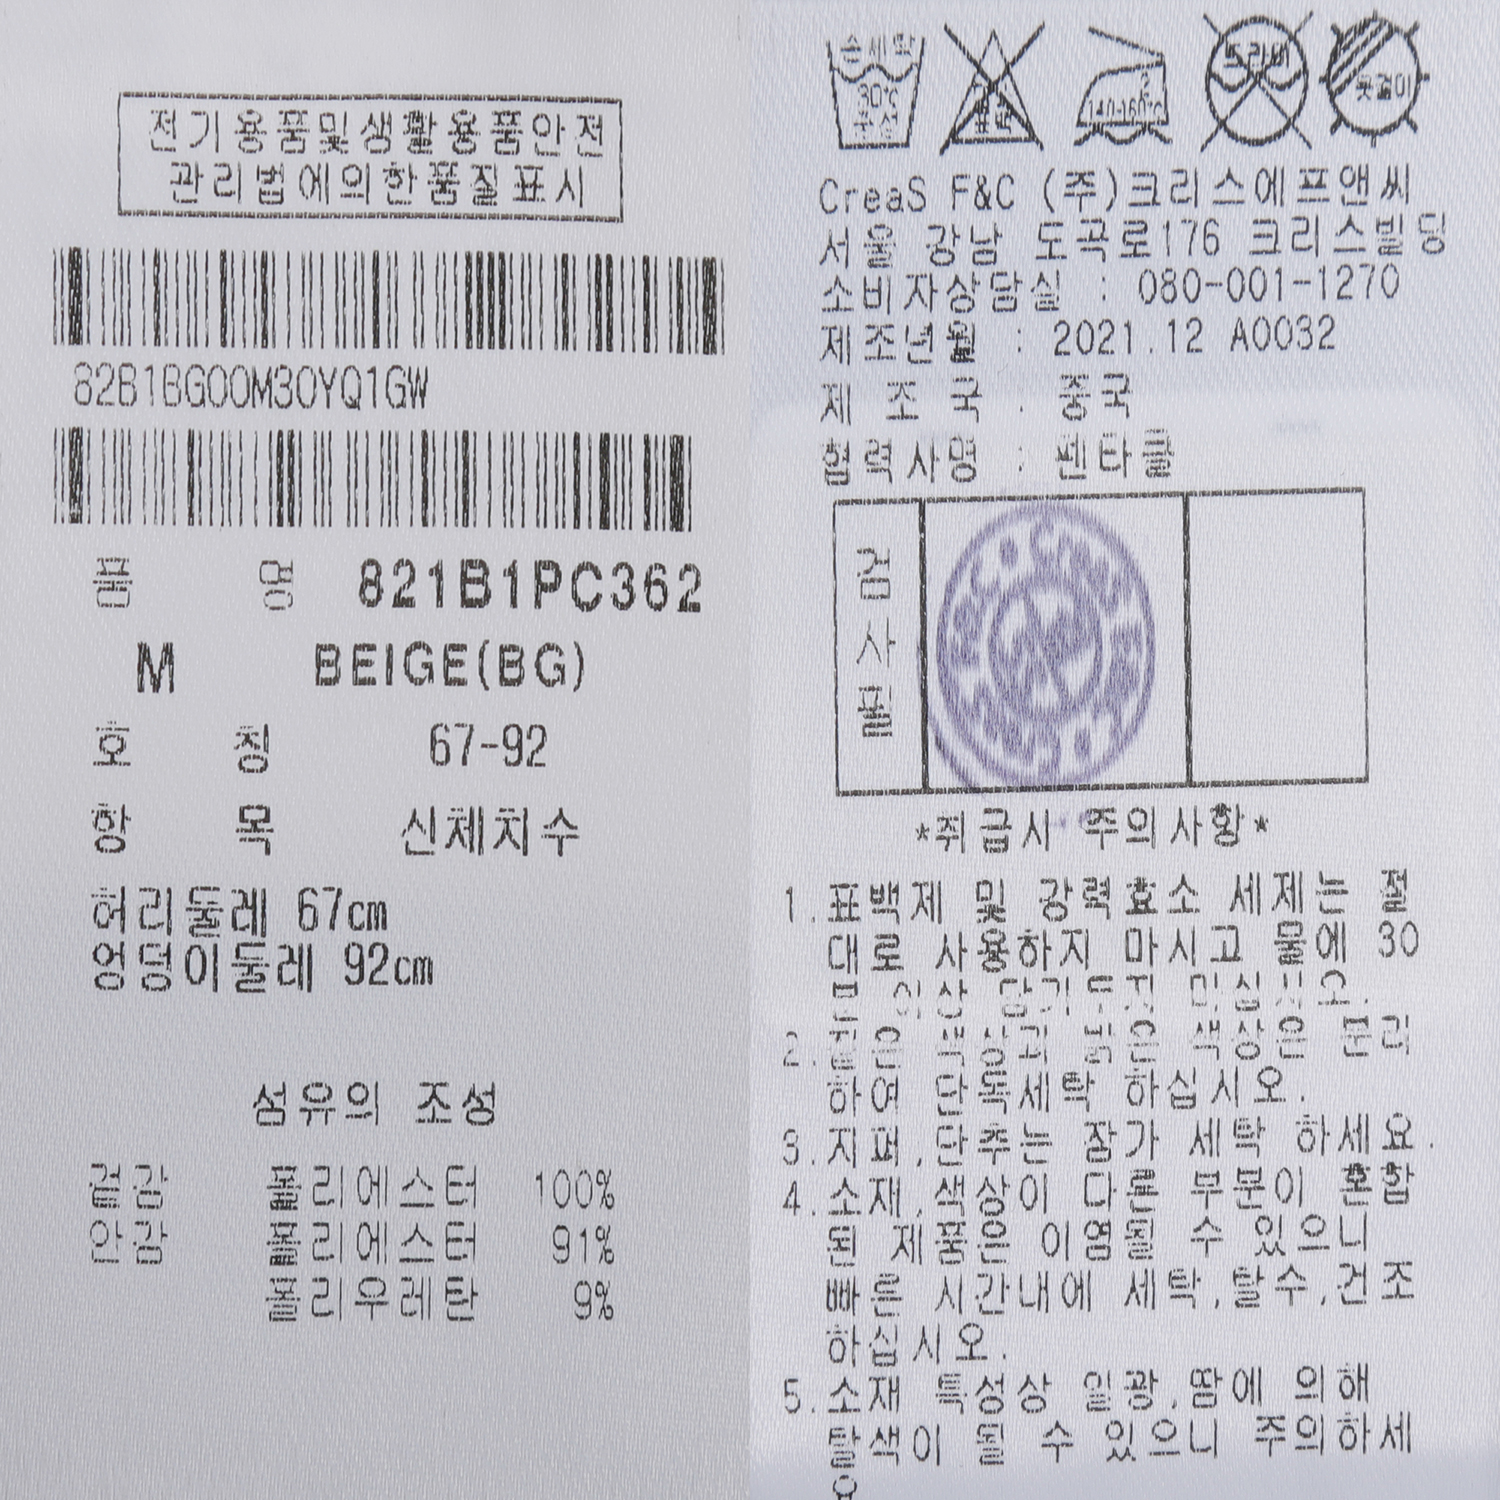 전기용품및생활용품안전
관리법에의한품질표시
82B1BG00M30YQ1GW
품 명 821B1PC362
M BEIGE(BG)
호 칭 67-92
항 목 신체치수
허리둘레 67cm
엉덩이둘레 92cm
섬유의 조성
겉감 폴리에스터 100%
안감 폴리에스터 91%
폴리우레탄 9%
손세탁
30℃
중성
표백
140-160℃
드라이
옷걸이
CreaS F&C (주)크리스에프앤씨
서울 강남 도곡로176 크리스빌딩
소비자상담실 : 080-001-1270
제조년월 : 2021.12 A0032
제 조 국 : 중국
협력사명 : 펜타클
검
사
필
*취급시 주의사항*
1.표백제 및 강력효소 세제는 절
대로 사용하지 마시고 물에 30
분 이상 담가두지 마십시오.
2.짙은 색상과 밝은 색상은 분리
하여 단독세탁 하십시오.
3.지퍼,단추는 잠가 세탁 하세요.
4.소재,색상이 다른 부분이 혼합
된 제품은 이염될 수 있으니
빠른 시간내에 세탁,탈수,건조
하십시오.
5.소재 특성상 일광,땀에 의해
탈색이 될 수 있으니 주의하세
요